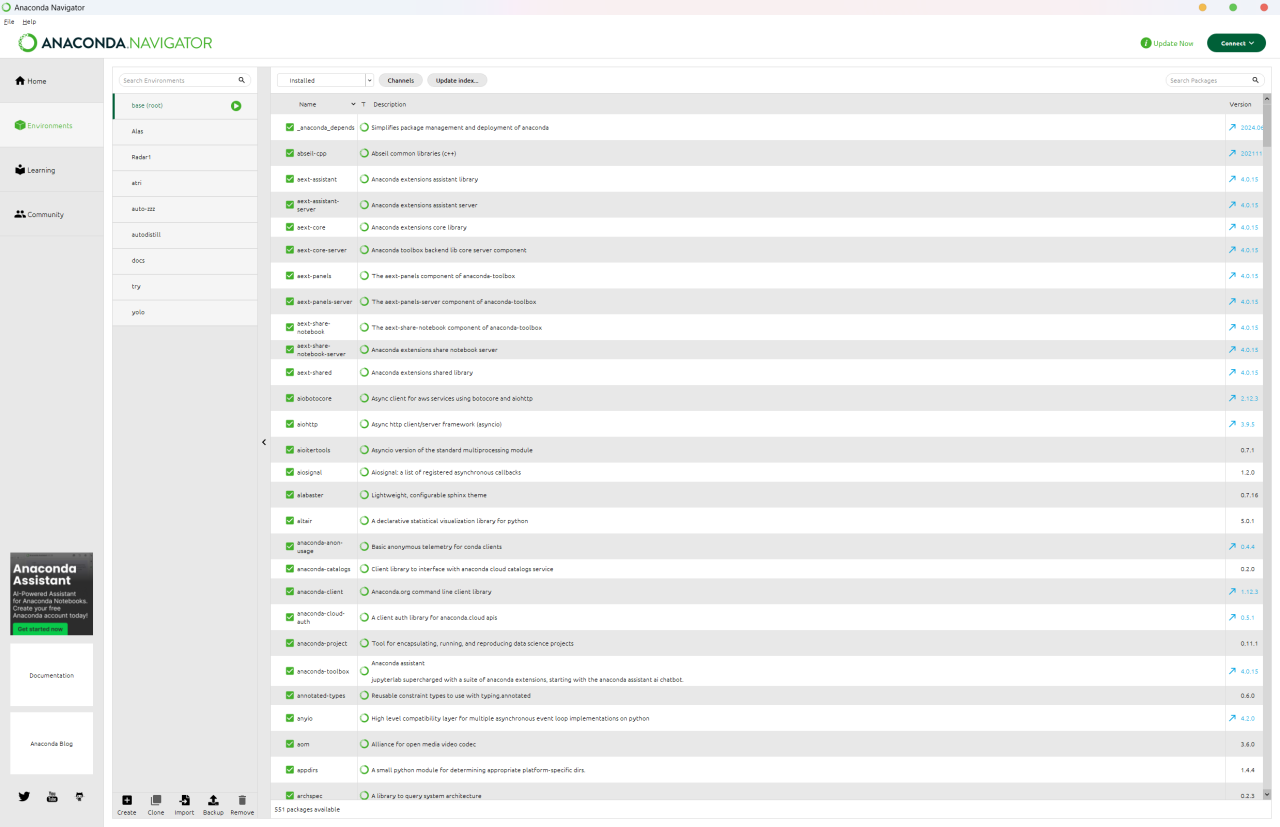 Anaconda Navigator
File Help
ANACONDA.NAVIGATOR
Update Now
Connect
Home
Environments
Learning
Community
Anaconda
Assistant
AI-Powered Assistant
for Anaconda Notebooks.
Create your free
Anaconda account today!
Get started now
Documentation
Anaconda Blog
Search Environments
base (root)
Alas
Radar1
atri
auto-zzz
autodistill
docs
try
yolo
Create Clone Import Backup Remove
Installed Channels Update index... Search Packages
Name T Description Version
_anaconda_depends Simplifies package management and deployment of anaconda 2024.06
abseil-cpp Abseil common libraries (c++) 202111
aext-assistant Anaconda extensions assistant library 4.0.15
aext-assistant-
server Anaconda extensions assistant server 4.0.15
aext-core Anaconda extensions core library 4.0.15
aext-core-server Anaconda toolbox backend lib core server component 4.0.15
aext-panels The aext-panels component of anaconda-toolbox 4.0.15
aext-panels-server The aext-panels-server component of anaconda-toolbox 4.0.15
aext-share-
notebook The aext-share-notebook component of anaconda-toolbox 4.0.15
aext-share-
notebook-server Anaconda extensions share notebook server 4.0.15
aext-shared Anaconda extensions shared library 4.0.15
aiobotocore Async client for aws services using botocore and aiohttp 2.12.3
aiohttp Async http client/server framework (asyncio) 3.9.5
aioitertools Asyncio version of the standard multiprocessing module 0.7.1
aiosignal Aiosignal: a list of registered asynchronous callbacks 1.2.0
alabaster Lightweight, configurable sphinx theme 0.7.16
altair A declarative statistical visualization library for python 5.0.1
anaconda-anon-
usage Basic anonymous telemetry for conda clients 0.4.4
anaconda-catalogs Client library to interface with anaconda cloud catalogs service 0.2.0
anaconda-client Anaconda.org command line client library 1.12.3
anaconda-cloud-
auth A client auth library for anaconda.cloud apis 0.5.1
anaconda-project Tool for encapsulating, running, and reproducing data science projects 0.11.1
Anaconda assistant
anaconda-toolbox 4.0.15
jupyterlab supercharged with a suite of anaconda extensions, starting with the anaconda assistant ai chatbot.
annotated-types Reusable constraint types to use with typing.annotated 0.6.0
anyio High level compatibility layer for multiple asynchronous event loop implementations on python 4.2.0
aom Alliance for open media video codec 3.6.0
appdirs A small python module for determining appropriate platform-specific dirs. 1.4.4
archspec A library to query system architecture 0.2.3
551 packages available